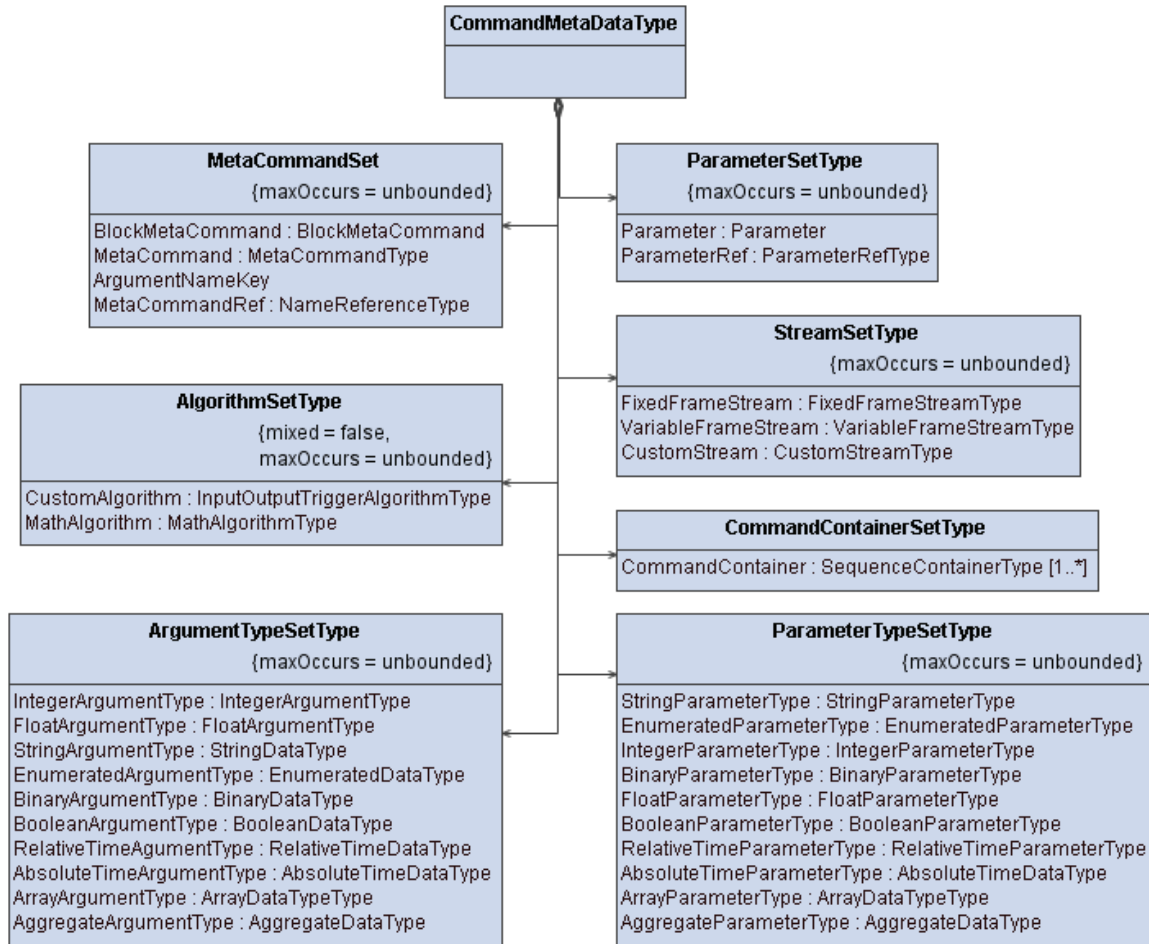 CommandMetaDataType
MetaCommandSet
{maxOccurs = unbounded}
BlockMetaCommand : BlockMetaCommand
MetaCommand : MetaCommandType
ArgumentNameKey
MetaCommandRef : NameReferenceType
ParameterSetType
{maxOccurs = unbounded}
Parameter : Parameter
ParameterRef : ParameterRefType
StreamSetType
{maxOccurs = unbounded}
FixedFrameStream : FixedFrameStreamType
VariableFrameStream : VariableFrameStreamType
CustomStream : CustomStreamType
AlgorithmSetType
{mixed = false,
maxOccurs = unbounded}
CustomAlgorithm : InputOutputTriggerAlgorithmType
MathAlgorithm : MathAlgorithmType
CommandContainerSetType
CommandContainer : SequenceContainerType [1..*]
ArgumentTypeSetType
{maxOccurs = unbounded}
IntegerArgumentType : IntegerArgumentType
FloatArgumentType : FloatArgumentType
StringArgumentType : StringDataType
EnumeratedArgumentType : EnumeratedDataType
BinaryArgumentType : BinaryDataType
BooleanArgumentType : BooleanDataType
RelativeTimeAgumentType : RelativeTimeDataType
AbsoluteTimeArgumentType : AbsoluteTimeDataType
ArrayArgumentType : ArrayDataTypeType
AggregateArgumentType : AggregateDataType
ParameterTypeSetType
{maxOccurs = unbounded}
StringParameterType : StringParameterType
EnumeratedParameterType : EnumeratedParameterType
IntegerParameterType : IntegerParameterType
BinaryParameterType : BinaryParameterType
FloatParameterType : FloatParameterType
BooleanParameterType : BooleanParameterType
RelativeTimeParameterType : RelativeTimeParameterType
AbsoluteTimeParameterType : AbsoluteTimeDataType
ArrayParameterType : ArrayDataTypeType
AggregateParameterType : AggregateDataType